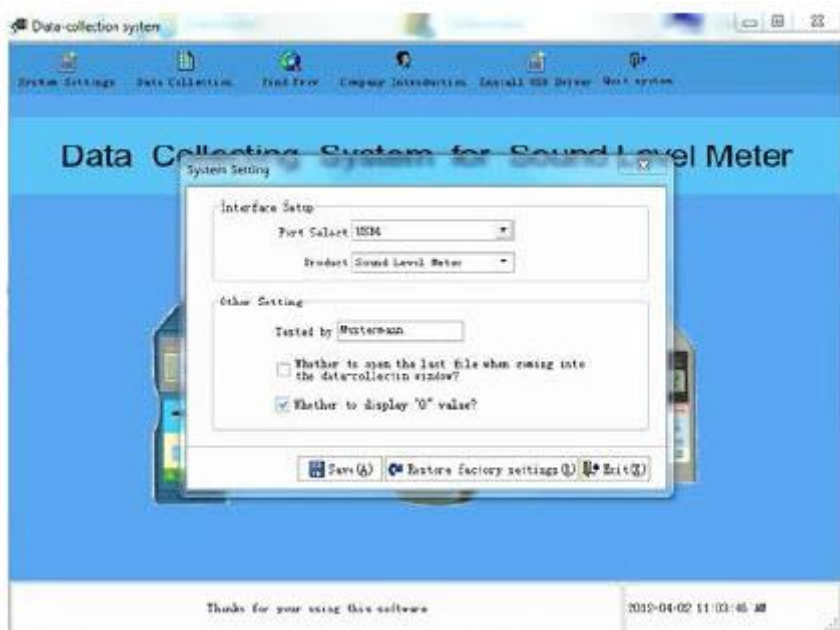 Data-collection system
System Settings Data Collection Find Free Company Introduction Install USB Driver Quit system
Data Collecting System for Sound Level Meter
System Setting
Interface Setup
Port Select
Product Sound Level Meter
Other Setting
Tested by Mustermann
Whether to open the last file when coming into
the data-collectin window?
Whether to display "0" value?
Save(A) Restore factory settings Exit(X)
Thanks for your using this software
2012-04-02 11:03:45 AM